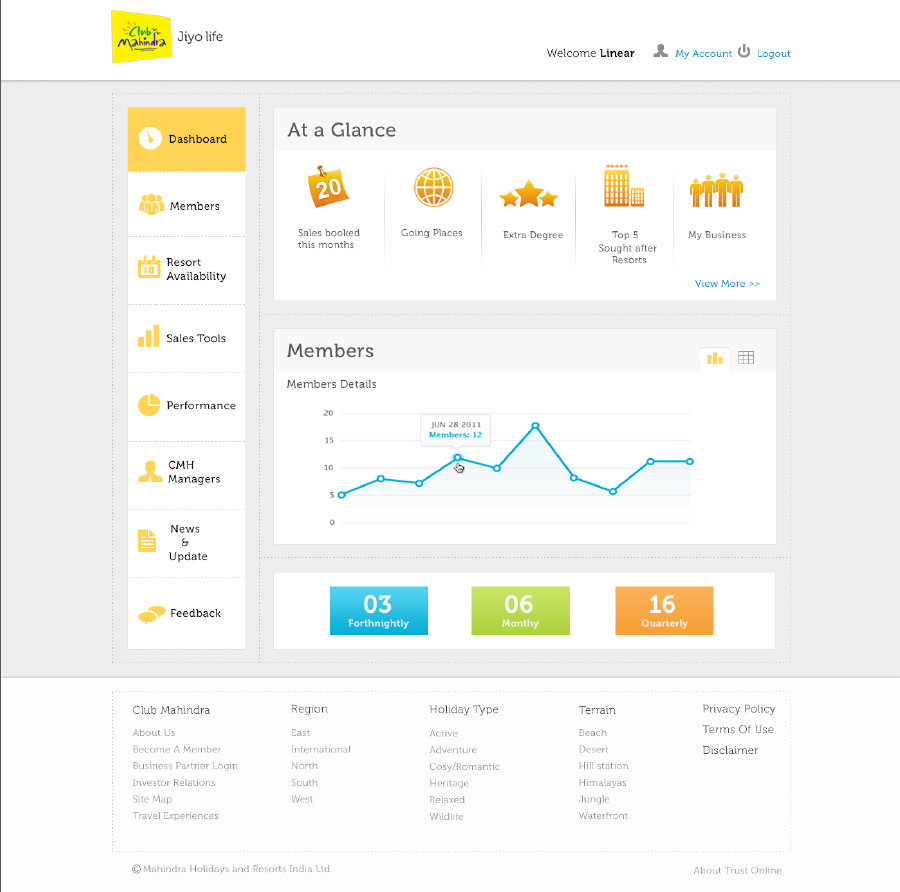 Club
Mahindra
Jiyo life
Welcome Linear
My Account
Logout
Dashboard
Members
Resort
Availability
Sales Tools
Performance
CMH
Managers
News
&
Update
Feedback
At a Glance
20
Sales booked
this months
Going Places
Extra Degree
Top 5
Sought after
Resorts
My Business
View More >>
Members
Members Details
20
15
10
5
0
JUN 28 2011
Members: 12
03
Forthnightly
06
Monthy
16
Quarterly
Club Mahindra
About Us
Become A Member
Business Partner Login
Investor Relations
Site Map
Travel Experiences
Region
East
International
North
South
West
Holiday Type
Active
Adventure
Cosy/Romantic
Heritage
Relaxed
Wildlife
Terrain
Beach
Desert
Hill station
Himalayas
Jungle
Waterfront
Privacy Policy
Terms Of Use
Disclaimer
© Mahindra Holidays and Resorts India Ltd.
About Trust Online